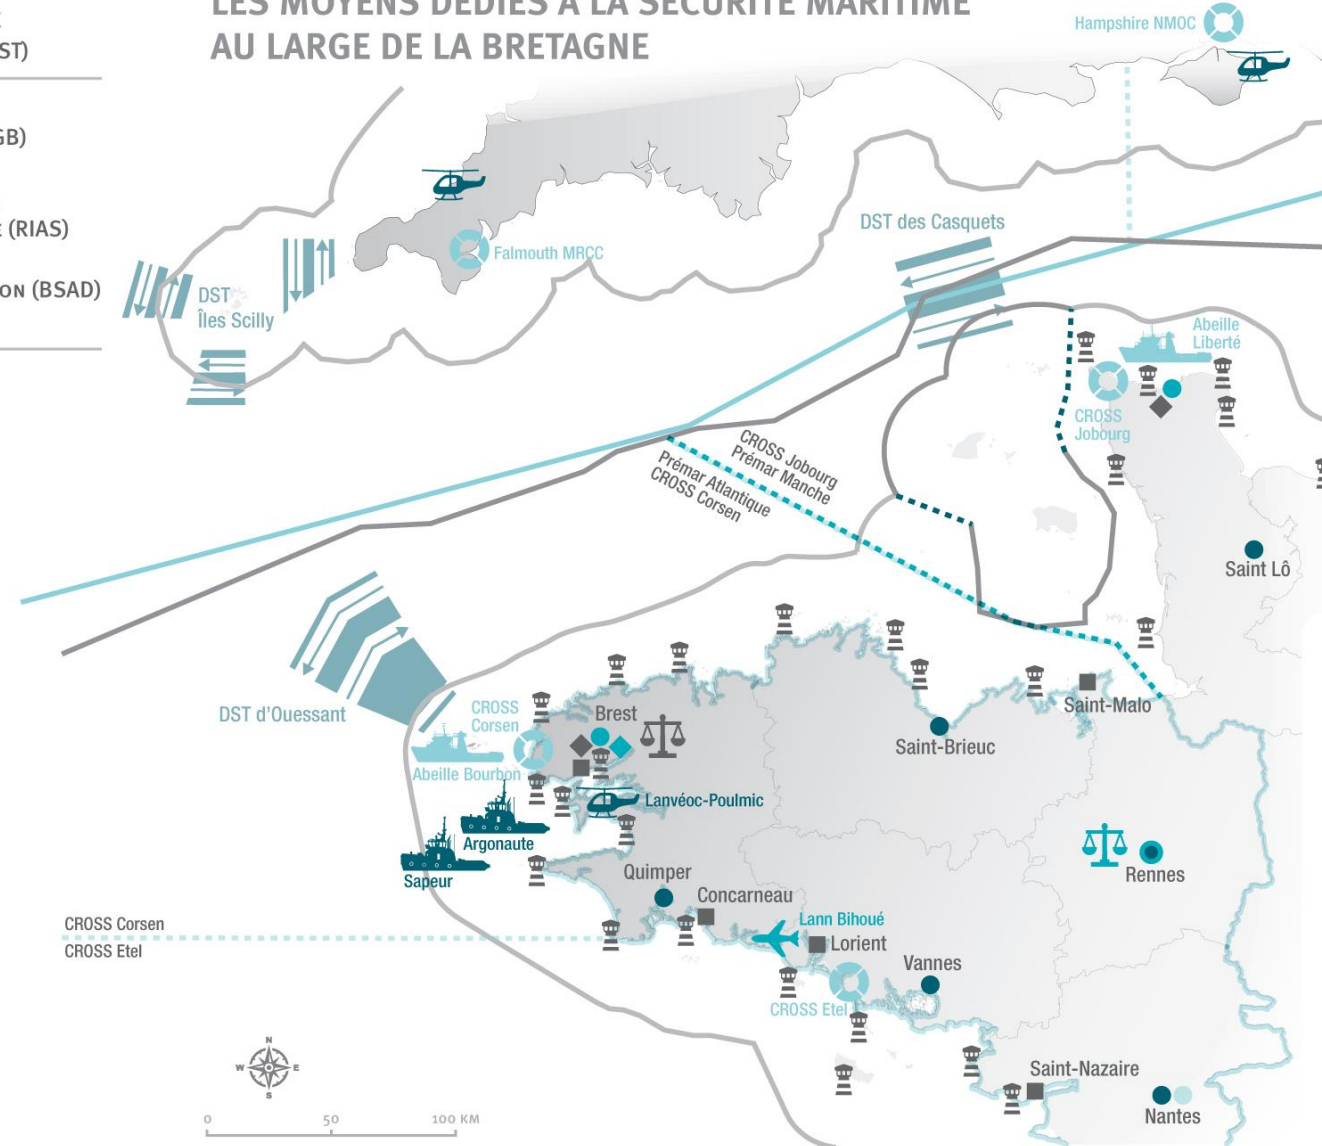 LES MOYENS DÉDIÉS À LA SÉCURITÉ MARITIME
AU LARGE DE LA BRETAGNE
ST)
GB)
E (RIAS)
ON (BSAD)
Hampshire NMOC
Falmouth MRCC
DST des Casquets
DST
Îles Scilly
Abeille
Liberté
CROSS
Jobourg
CROSS Jobourg
Prémar Manche
Prémar Atlantique
CROSS Corsen
Saint Lô
DST d'Ouessant
CROSS
Corsen
Brest
Saint-Malo
Saint-Brieuc
Abeille Bourbon
Lanvéoc-Poulmic
Argonaute
Sapeur
Quimper
Rennes
Concarneau
CROSS Corsen
CROSS Etel
Lann Bihoué
Lorient
Vannes
CROSS Etel
N
W
E
S
Saint-Nazaire
Nantes
0
50
100 KM